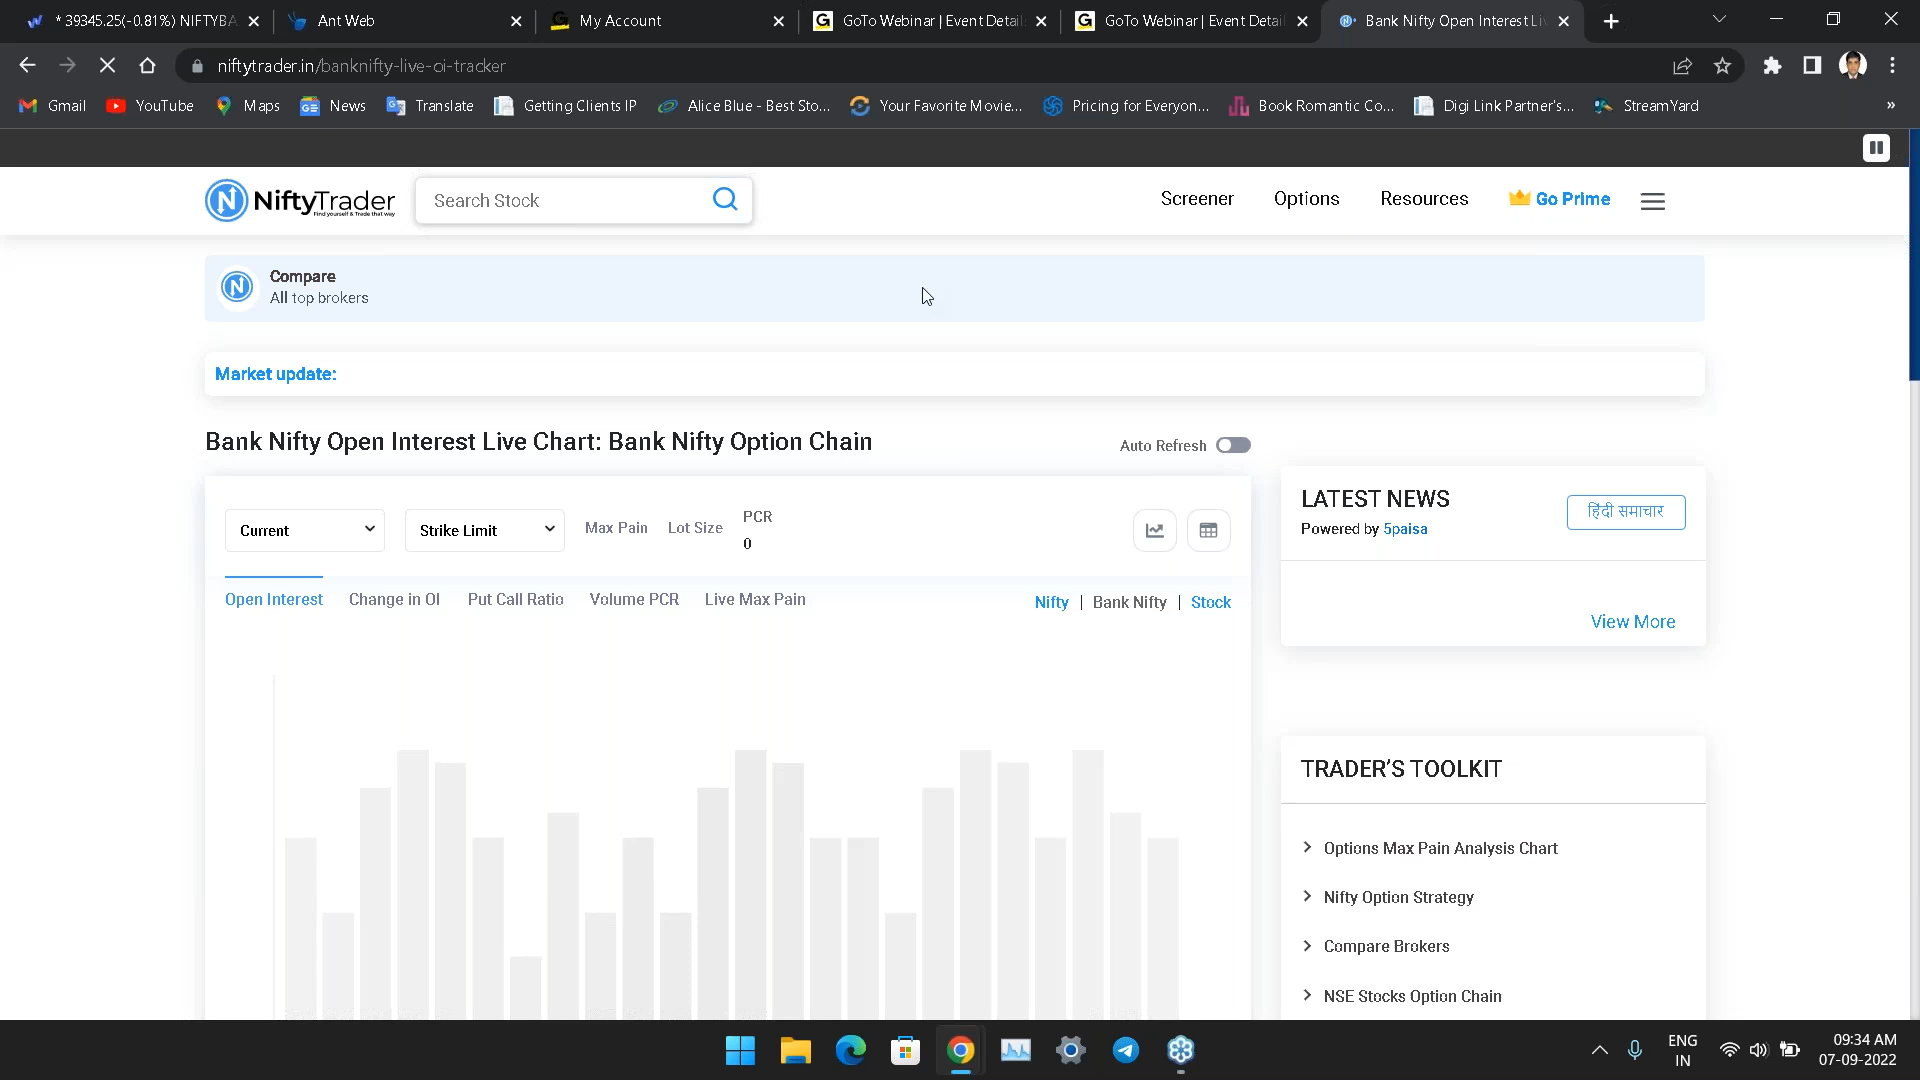 * 39345.25(-0.81%) NIFTYBA
Ant Web
My Account
GoTo Webinar | Event Detail
GoTo Webinar | Event Detail
Bank Nifty Open Interest Liv
niftytrader.in/banknifty-live-oi-tracker
Gmail
YouTube
Maps
News
Translate
Getting Clients IP
Alice Blue - Best Sto...
Your Favorite Movie...
Pricing for Everyon...
Book Romantic Co...
Digi Link Partner's...
StreamYard
»
NiftyTrader
Find yourself & Trade that way
Search Stock
Screener
Options
Resources
Go Prime
Compare
All top brokers
Market update:
Bank Nifty Open Interest Live Chart: Bank Nifty Option Chain
Auto Refresh
Current
Strike Limit
Max Pain
Lot Size
PCR
0
Open Interest
Change in OI
Put Call Ratio
Volume PCR
Live Max Pain
Nifty | Bank Nifty | Stock
LATEST NEWS
Powered by 5paisa
हिंदी समाचार
View More
TRADER'S TOOLKIT
Options Max Pain Analysis Chart
Nifty Option Strategy
Compare Brokers
NSE Stocks Option Chain
ENG
IN
09:34 AM
07-09-2022